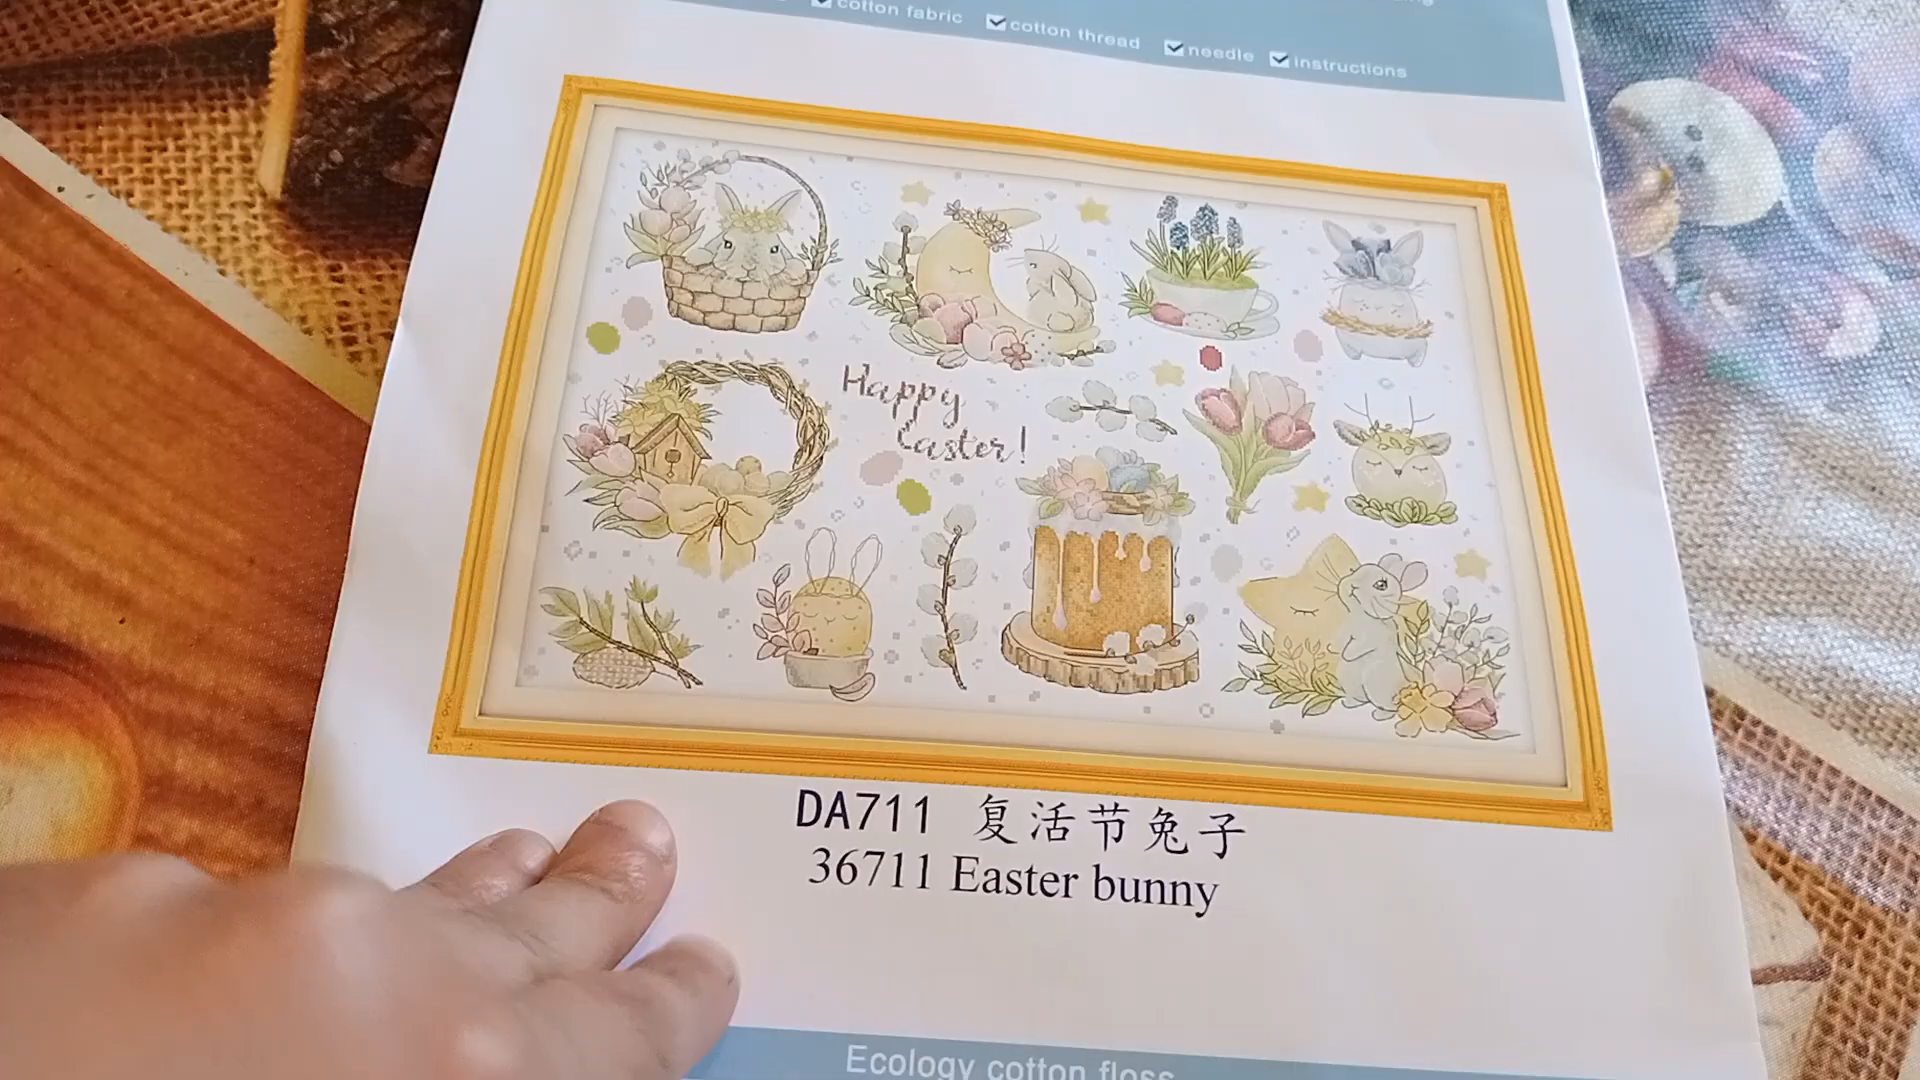 cotton fabric cotton thread needle instructions
Happy
Easter!
DA711 复活节兔子
36711 Easter bunny
Ecology cotton floss